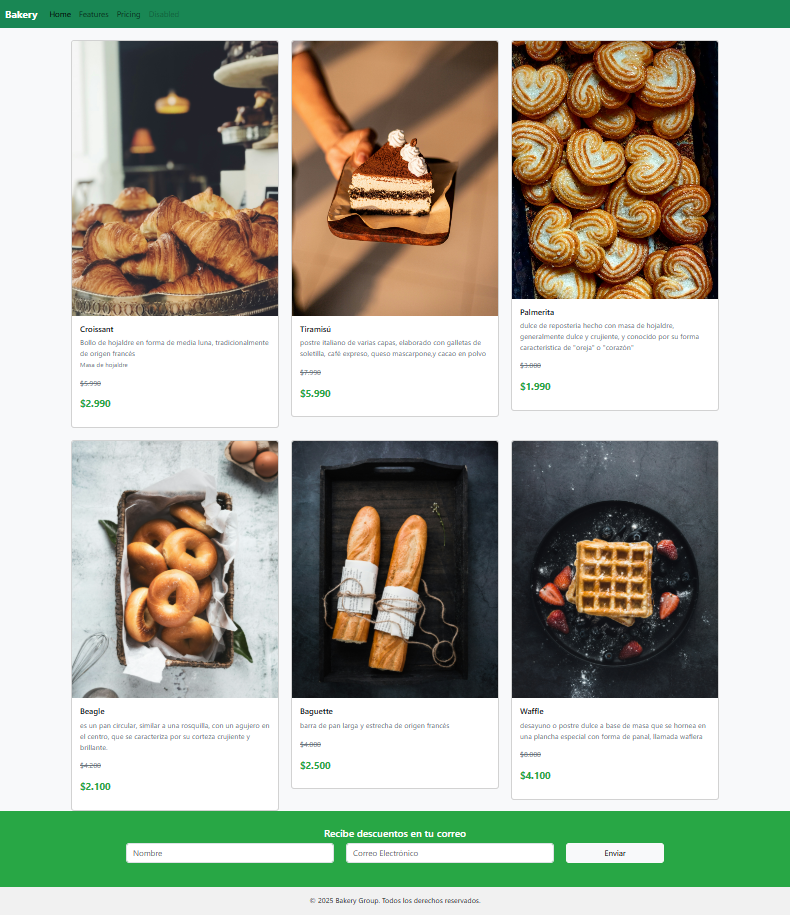 Bakery Home Features Pricing Disabled
Croissant
Bollo de hojaldre en forma de media luna, tradicionalmente
de origen francés
Masa de hojaldre
$5.990
$2.990
Tiramisú
postre italiano de varias capas, elaborado con galletas de
soletilla, café expreso, queso mascarpone,y cacao en polvo
$7.990
$5.990
Palmerita
dulce de repostería hecho con masa de hojaldre,
generalmente dulce y crujiente, y conocido por su forma
característica de "oreja" o "corazón"
$3.880
$1.990
Beagle
es un pan circular, similar a una rosquilla, con un agujero en
el centro, que se caracteriza por su corteza crujiente y
brillante.
$4.200
$2.100
Baguette
barra de pan larga y estrecha de origen francés
$2.500
Waffle
desayuno o postre dulce a base de masa que se hornea en
una plancha especial con forma de panal, llamada waflera
$4.100
Recibe descuentos en tu correo
Nombre
Correo Electrónico
Enviar
© 2025 Bakery Group. Todos los derechos reservados.